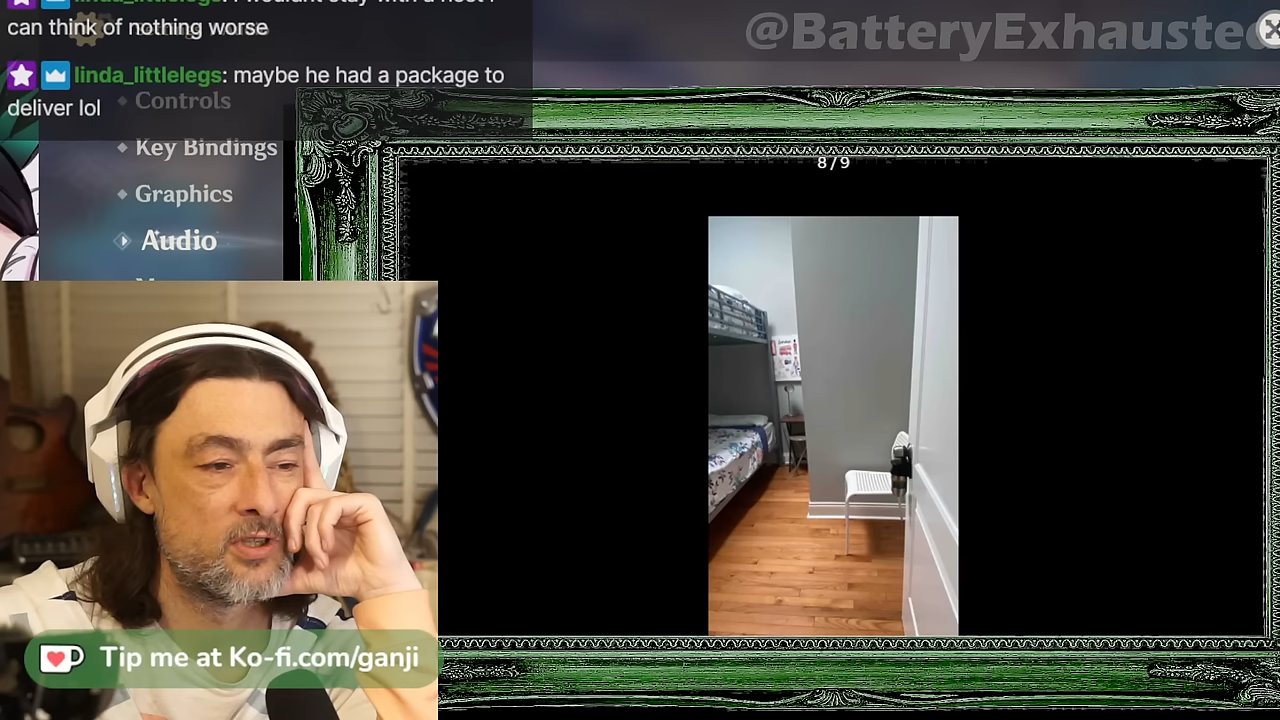 can think of nothing worse
@BatteryExhausted
linda_littlelegs: maybe he had a package to
deliver lol
Controls
Key Bindings
8/9
Graphics
Audio
Tip me at Ko-fi.com/ganji